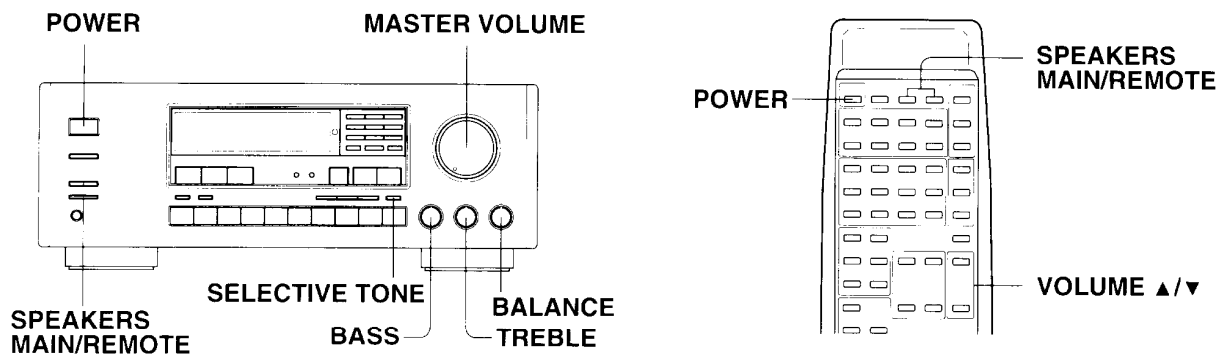 POWER
MASTER VOLUME
SELECTIVE TONE
BALANCE
SPEAKERS
MAIN/REMOTE
BASS
TREBLE
SPEAKERS
MAIN/REMOTE
POWER
VOLUME ▲/▼